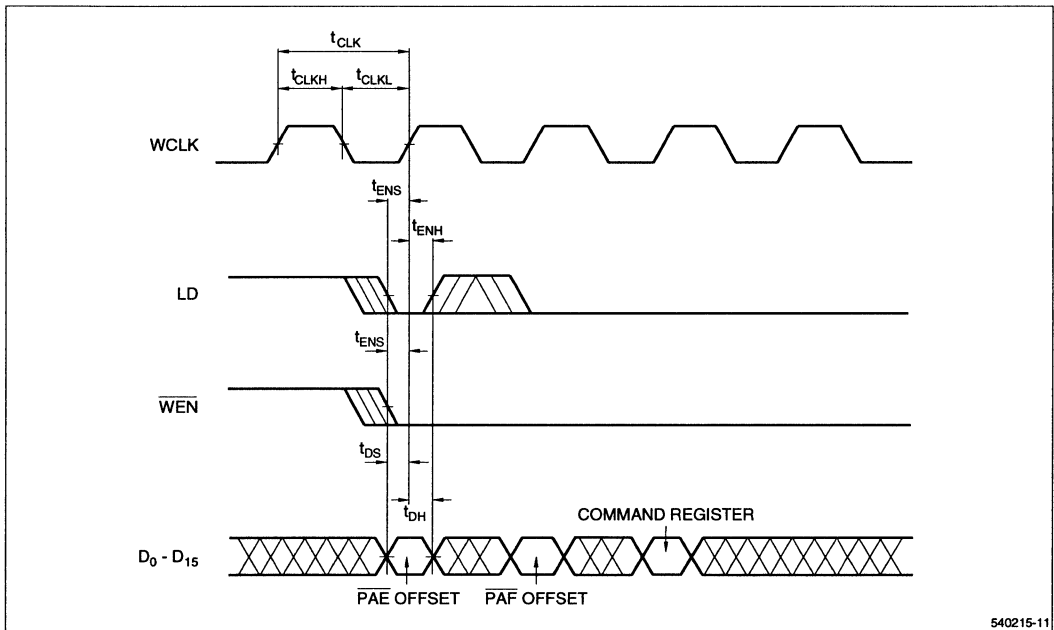 tCLK
tCLKH tCLKL
WCLK
tENS
tENH
LD
tENS
WEN
tDS
tDH
COMMAND REGISTER
D0 - D15
PAE OFFSET PAF OFFSET
540215-11